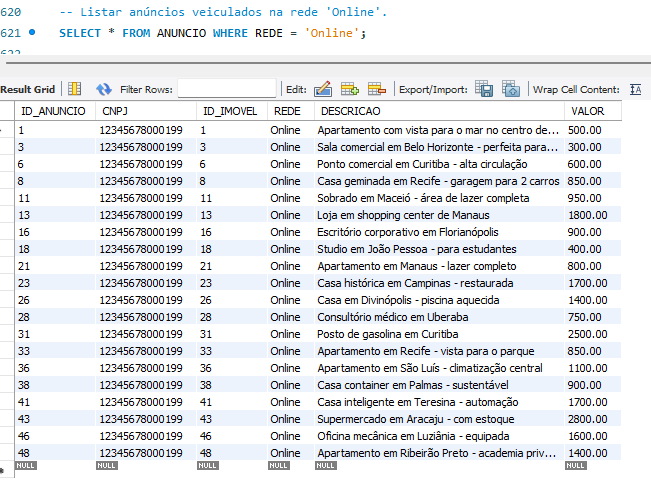 620 -- Listar anúncios veiculados na rede 'Online'.
621 SELECT * FROM ANUNCIO WHERE REDE = 'Online';
Result Grid Filter Rows: Edit: Export/Import: Wrap Cell Content: IA
ID_ANUNCIO CNPJ ID_IMOVEL REDE DESCRICAO VALOR
1 12345678000199 1 Online Apartamento com vista para o mar no centro de... 500.00
3 12345678000199 3 Online Sala comercial em Belo Horizonte - perfeita para... 300.00
6 12345678000199 6 Online Ponto comercial em Curitiba - alta circulação 600.00
8 12345678000199 8 Online Casa geminada em Recife - garagem para 2 carros 850.00
11 12345678000199 11 Online Sobrado em Maceió - área de lazer completa 950.00
13 12345678000199 13 Online Loja em shopping center de Manaus 1800.00
16 12345678000199 16 Online Escritório corporativo em Florianópolis 900.00
18 12345678000199 18 Online Studio em João Pessoa - para estudantes 400.00
21 12345678000199 21 Online Apartamento em Manaus - lazer completo 800.00
23 12345678000199 23 Online Casa histórica em Campinas - restaurada 1700.00
26 12345678000199 26 Online Casa em Divinópolis - piscina aquecida 1400.00
28 12345678000199 28 Online Consultório médico em Uberaba 750.00
31 12345678000199 31 Online Posto de gasolina em Curitiba 2500.00
33 12345678000199 33 Online Apartamento em Recife - vista para o parque 850.00
36 12345678000199 36 Online Apartamento em São Luís - climatização central 1100.00
38 12345678000199 38 Online Casa container em Palmas - sustentável 900.00
41 12345678000199 41 Online Casa inteligente em Teresina - automação 1700.00
43 12345678000199 43 Online Supermercado em Aracaju - com estoque 2800.00
46 12345678000199 46 Online Oficina mecânica em Luziânia - equipada 1600.00
48 12345678000199 48 Online Apartamento em Ribeirão Preto - academia priv... 1400.00
NULL NULL NULL NULL NULL NULL